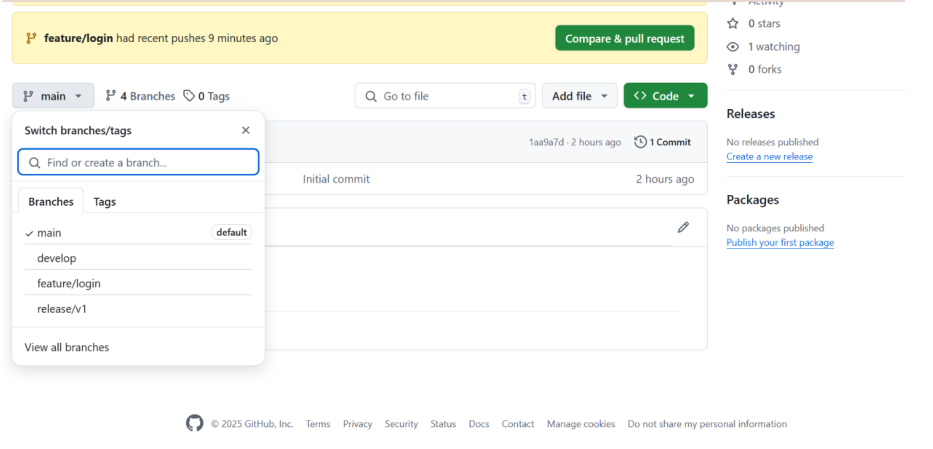 Activity
feature/login had recent pushes 9 minutes ago
Compare & pull request
0 stars
1 watching
0 forks
main
4 Branches
0 Tags
Go to file
t
Add file
Code
Switch branches/tags
Find or create a branch...
Branches
Tags
main
default
develop
feature/login
release/v1
View all branches
1aa9a7d · 2 hours ago
1 Commit
Initial commit
2 hours ago
Releases
No releases published
Create a new release
Packages
No packages published
Publish your first package
© 2025 GitHub, Inc. Terms Privacy Security Status Docs Contact Manage cookies Do not share my personal information